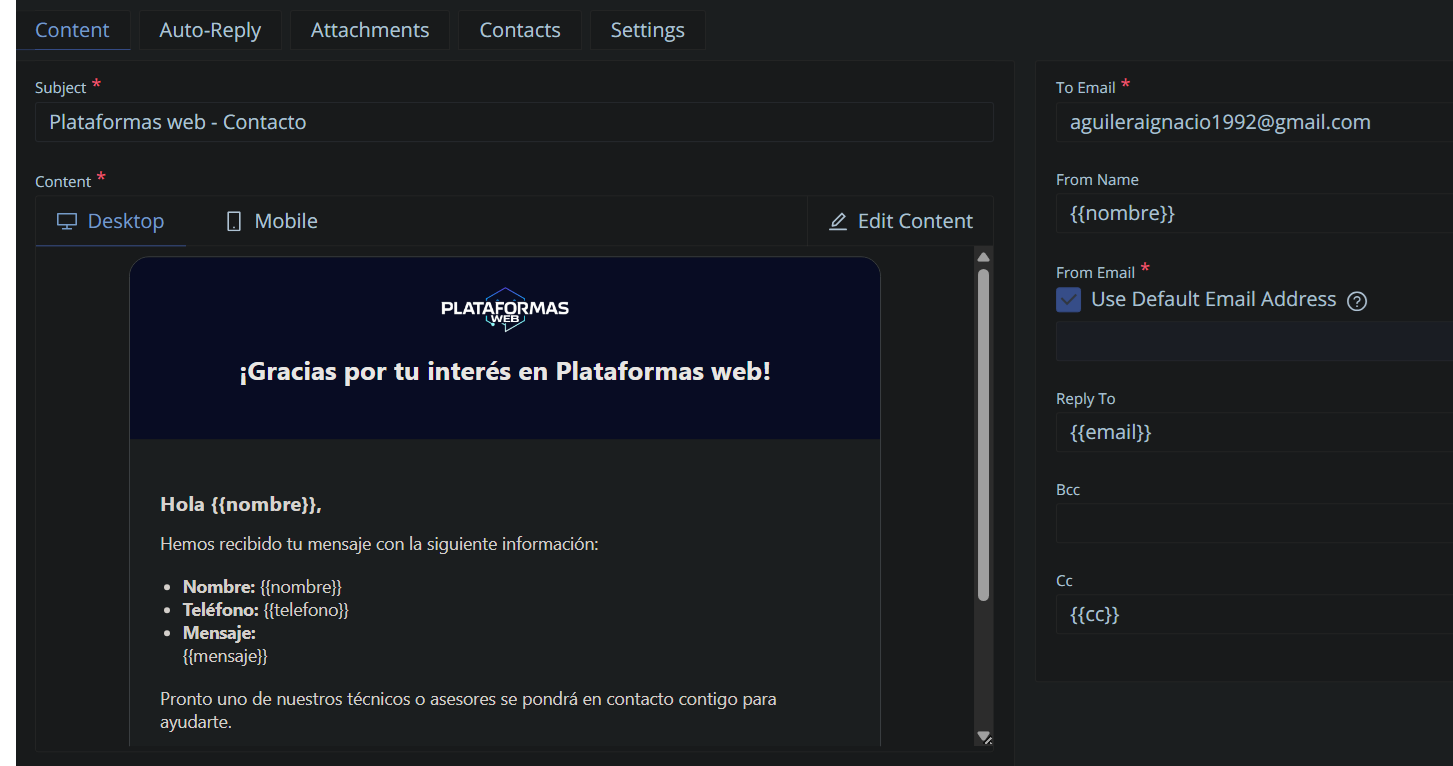 Content Auto-Reply Attachments Contacts Settings
Subject *
Plataformas web - Contacto
Content *
Desktop Mobile Edit Content
PLATAFORMAS
WEB
¡Gracias por tu interés en Plataformas web!
Hola {{nombre}},
Hemos recibido tu mensaje con la siguiente información:
• Nombre: {{nombre}}
• Teléfono: {{telefono}}
• Mensaje:
{{mensaje}}
Pronto uno de nuestros técnicos o asesores se pondrá en contacto contigo para
ayudarte.
To Email *
aguileraignacio1992@gmail.com
From Name
{{nombre}}
From Email *
Use Default Email Address ?
Reply To
{{email}}
Bcc
Cc
{{cc}}